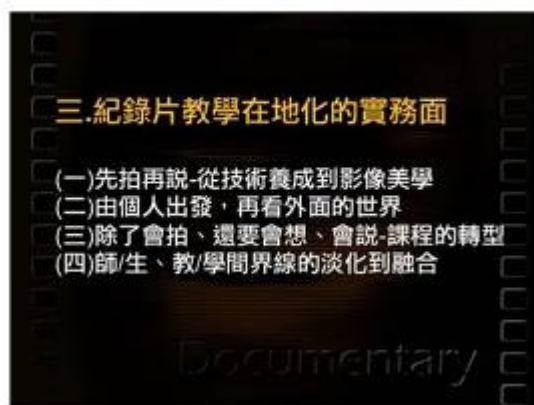 三.紀錄片教學在地化的實務面
(一)先拍再説-從技術養成到影像美學
(二)由個人出發，再看外面的世界
(三)除了會拍、還要會想、會說-課程的轉型
(四)師/生、教/學間界線的淡化到融合
Documentary